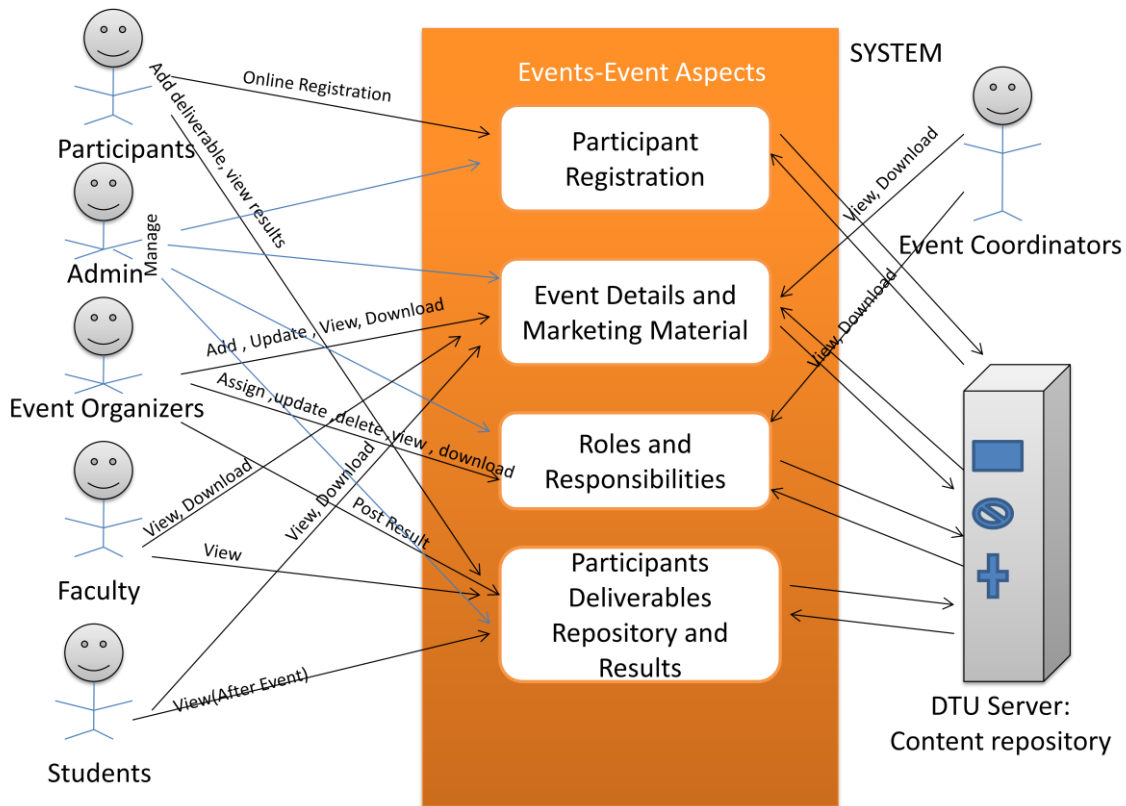 SYSTEM
Events-Event Aspects
Participants
Admin
Event Organizers
Faculty
Students
Online Registration
Add deliverable, view results
Manage
Add , Update , View, Download
Assign ,update ,delete ,view , download
Post Result
View, Download
View
View, Download
View(After Event)
Participant
Registration
Event Details and
Marketing Material
Roles and
Responsibilities
Participants
Deliverables
Repository and
Results
View, Download
View, Download
Event Coordinators
DTU Server:
Content repository